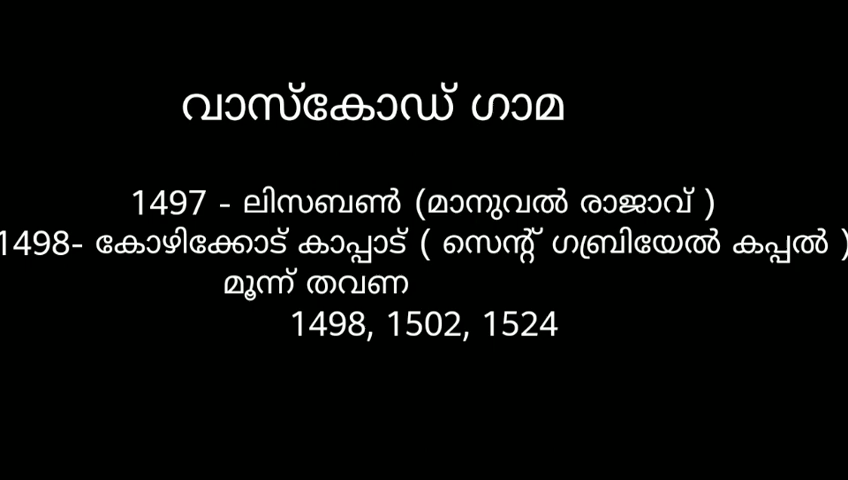 വാസ്കോഡ് ഗാമ
1497 - ലിസബൺ (മാനുവൽ രാജാവ് )
1498- കോഴിക്കോട് കാപ്പാട് ( സെന്റ് ഗബ്രിയേൽ കപ്പൽ )
മൂന്ന് തവണ
1498, 1502, 1524